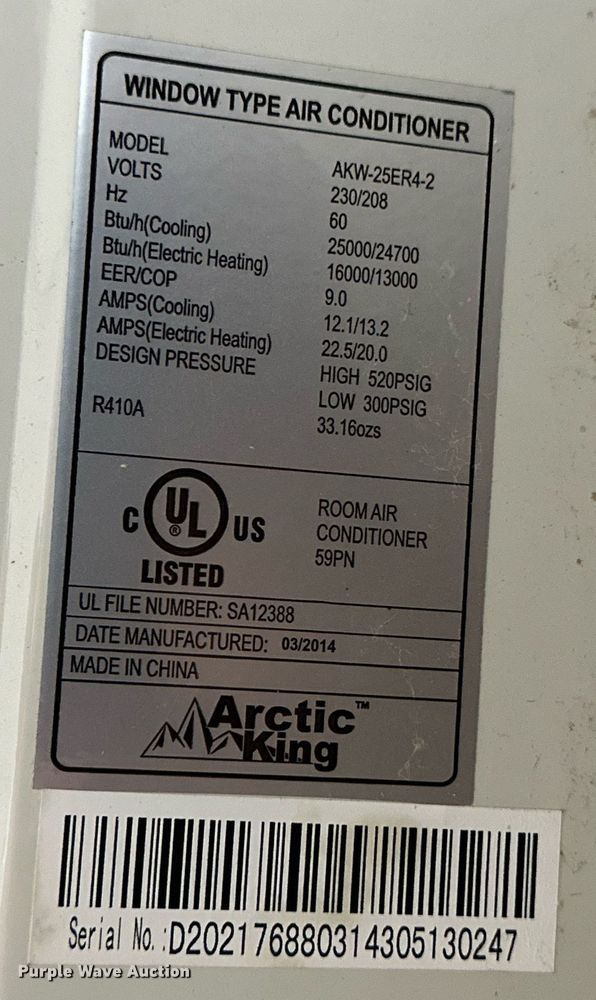 WINDOW TYPE AIR CONDITIONER
MODEL AKW-25ER4-2
VOLTS 230/208
Hz 60
Btu/h(Cooling) 25000/24700
Btu/h(Electric Heating) 16000/13000
EER/COP 9.0
AMPS(Cooling) 12.1/13.2
AMPS(Electric Heating) 22.5/20.0
DESIGN PRESSURE HIGH 520PSIG
LOW 300PSIG
R410A 33.16ozs
C UL ® US
LISTED
ROOM AIR
CONDITIONER
59PN
UL FILE NUMBER: SA12388
DATE MANUFACTURED: 03/2014
MADE IN CHINA
Arctic™
King
Serial No.:D202176880314305130247
Purple Wave Auction